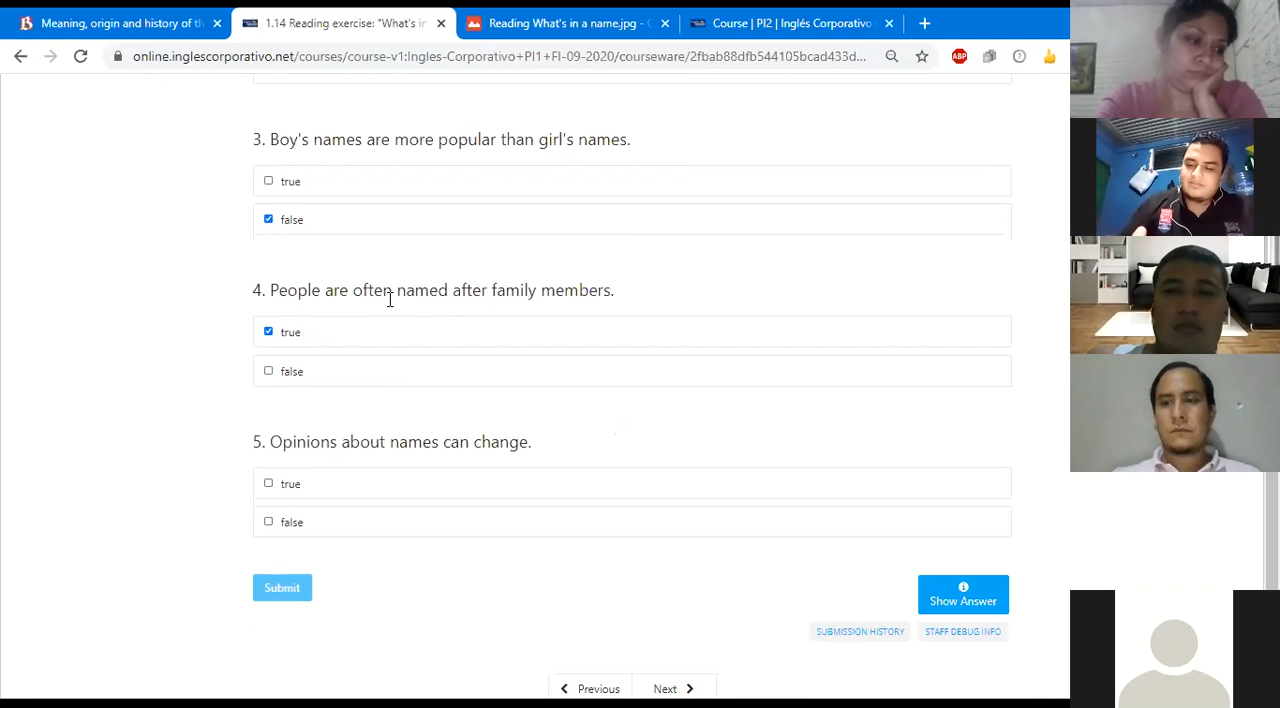 Meaning, origin and history of th
1.14 Reading exercise: "What's in
Reading What's in a name.jpg - G
Course | PI2 | Inglés Corporativo
online.inglescorporativo.net/courses/course-v1:Ingles-Corporativo+PI1+FI-09-2020/courseware/2fbab88dfb544105bcad433d...
ABP
3. Boy's names are more popular than girl's names.
true
false
4. People are often named after family members.
true
false
5. Opinions about names can change.
true
false
Submit
Show Answer
SUBMISSION HISTORY
STAFF DEBUG INFO
Previous
Next